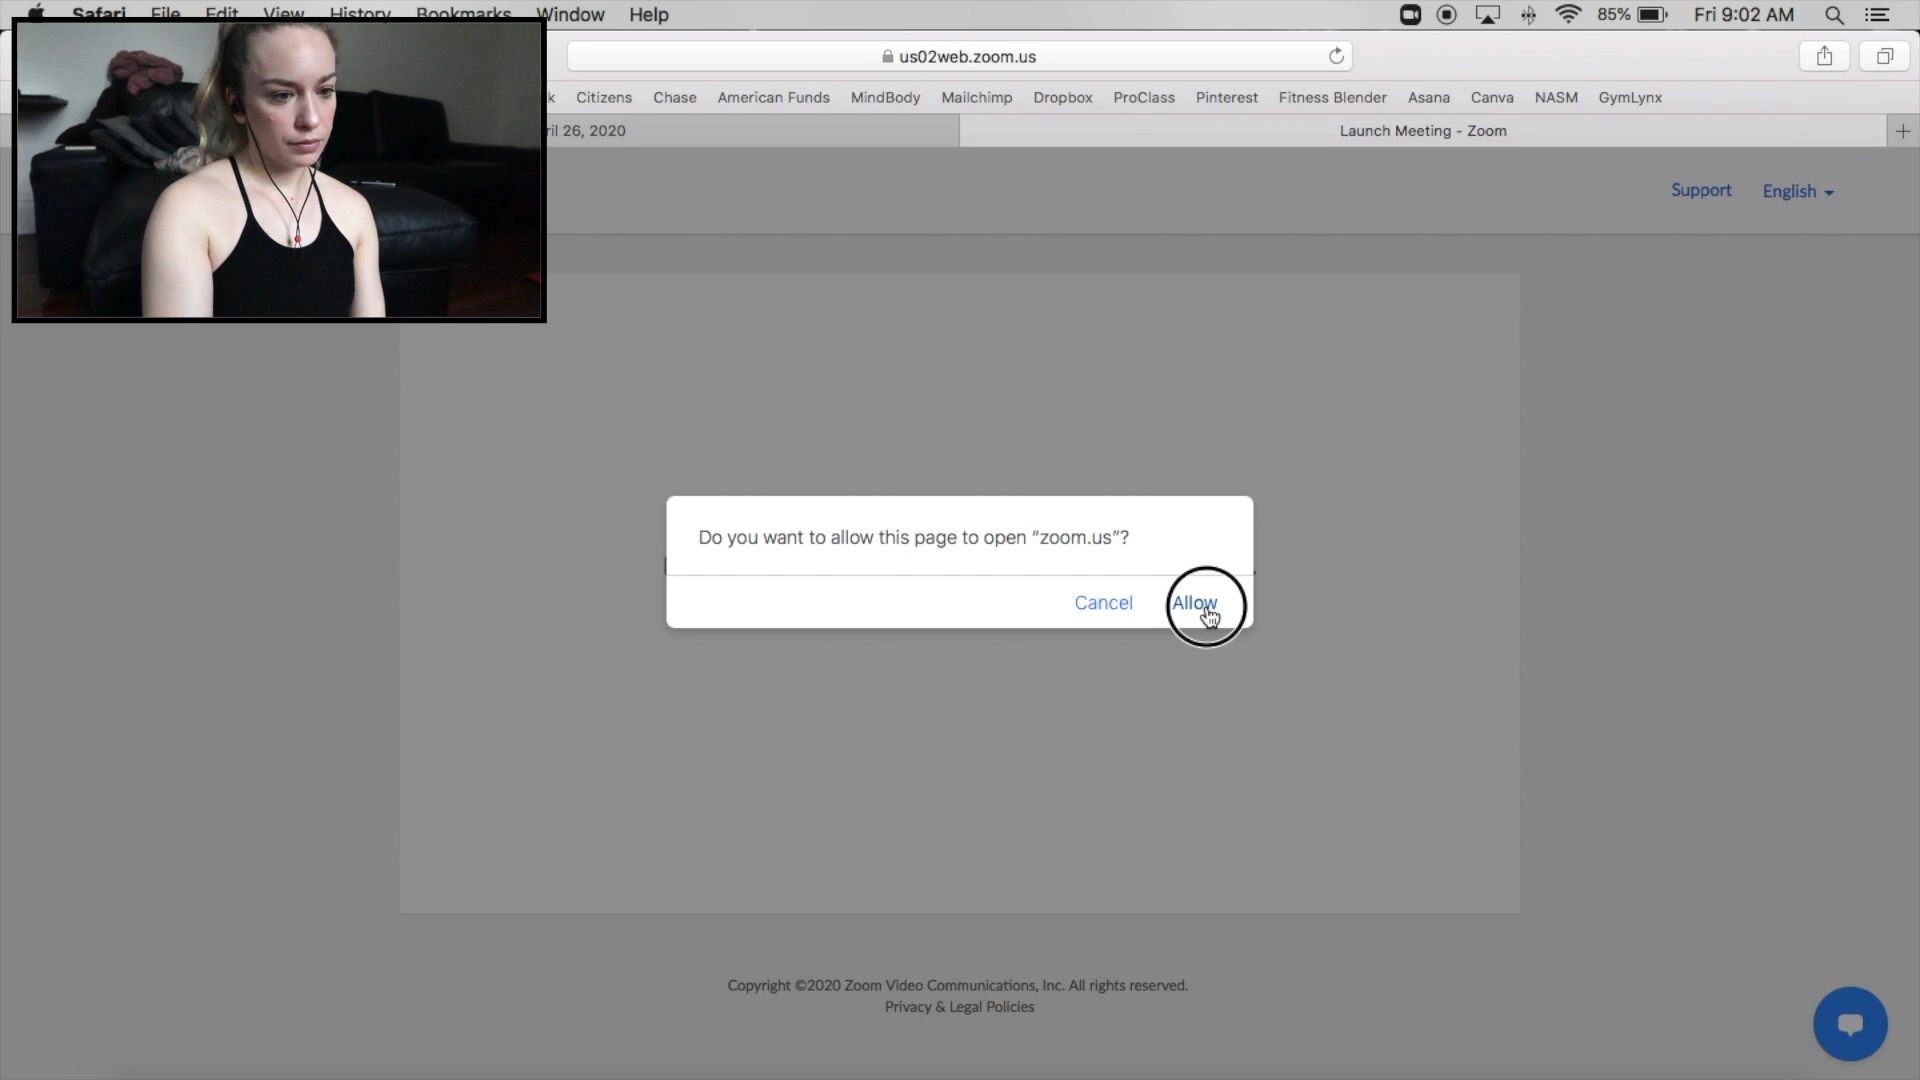 Safari File Edit View History Bookmarks Window Help 85% Fri 9:02 AM
us02web.zoom.us
k Citizens Chase American Funds MindBody Mailchimp Dropbox ProClass Pinterest Fitness Blender Asana Canva NASM GymLynx
ril 26, 2020 Launch Meeting - Zoom
Support English
Do you want to allow this page to open “zoom.us”?
Cancel Allow
Copyright ©2020 Zoom Video Communications, Inc. All rights reserved.
Privacy & Legal Policies